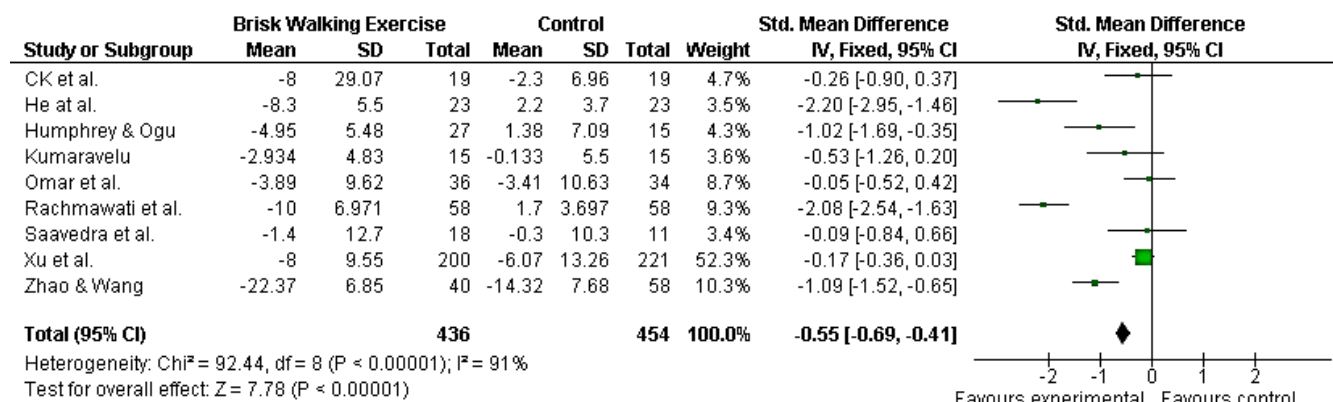 Brisk Walking Exercise Control Std. Mean Difference Std. Mean Difference
Study or Subgroup Mean SD Total Mean SD Total Weight IV, Fixed, 95% CI IV, Fixed, 95% CI
CK et al. -8 29.07 19 -2.3 6.96 19 4.7% -0.26 [-0.90, 0.37]
He at al. -8.3 5.5 23 2.2 3.7 23 3.5% -2.20 [-2.95, -1.46]
Humphrey & Ogu -4.95 5.48 27 1.38 7.09 15 4.3% -1.02 [-1.69, -0.35]
Kumaravelu -2.934 4.83 15 -0.133 5.5 15 3.6% -0.53 [-1.26, 0.20]
Omar et al. -3.89 9.62 36 -3.41 10.63 34 8.7% -0.05 [-0.52, 0.42]
Rachmawati et al. -10 6.971 58 1.7 3.697 58 9.3% -2.08 [-2.54, -1.63]
Saavedra et al. -1.4 12.7 18 -0.3 10.3 11 3.4% -0.09 [-0.84, 0.66]
Xu et al. -8 9.55 200 -6.07 13.26 221 52.3% -0.17 [-0.36, 0.03]
Zhao & Wang -22.37 6.85 40 -14.32 7.68 58 10.3% -1.09 [-1.52, -0.65]
Total (95% CI) 436 454 100.0% -0.55 [-0.69, -0.41]
Heterogeneity: Chi² = 92.44, df = 8 (P < 0.00001); I² = 91%
Test for overall effect: Z = 7.78 (P < 0.00001)
-2 -1 0 1 2
Favours experimental Favours control